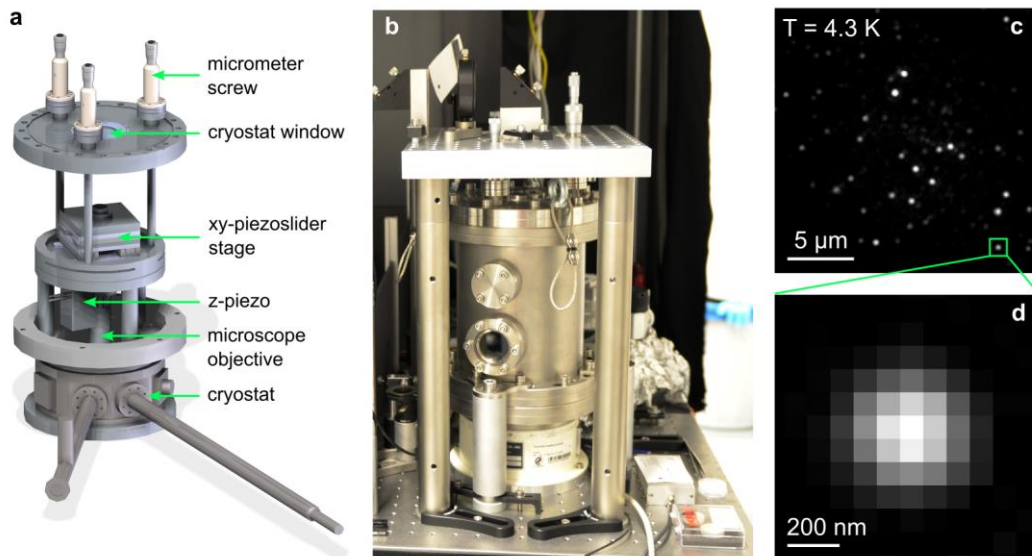 a
micrometer
screw
cryostat window
xy-piezoslider
stage
z-piezo
microscope
objective
cryostat
b
T = 4.3 K
c
5 µm
d
200 nm